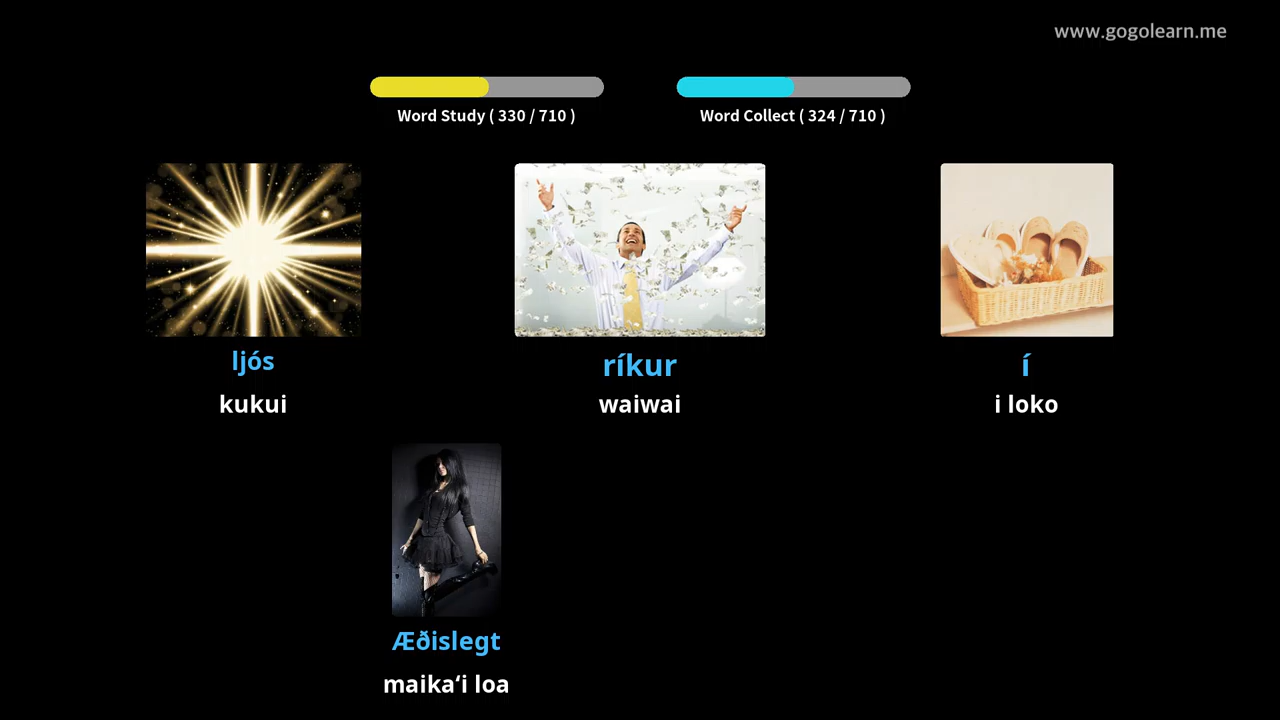 www.gogolearn.me
Word Study ( 330 / 710 )
Word Collect ( 324 / 710 )
ljós
kukui
ríkur
waiwai
í
i loko
Æðislegt
maikaʻi loa